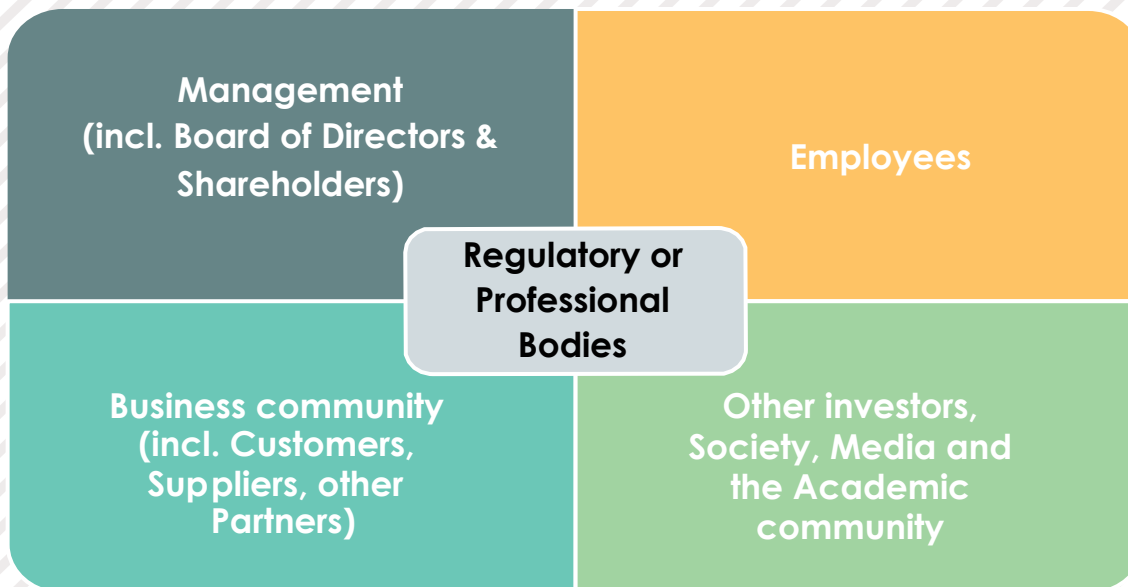 Management
(incl. Board of Directors &
Shareholders)
Employees
Regulatory or
Professional
Bodies
Business community
(incl. Customers,
Suppliers, other
Partners)
Other investors,
Society, Media and
the Academic
community